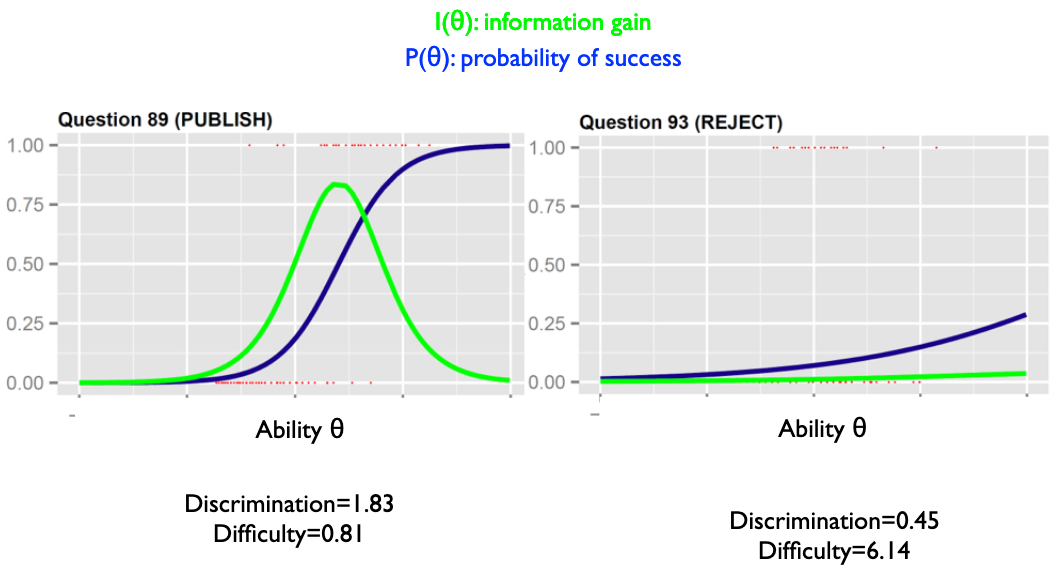 I(θ): information gain
P(θ): probability of success
Question 89 (PUBLISH)
1.00
0.75
0.50
0.25
0.00
-
Ability θ
Discrimination=1.83
Difficulty=0.81
Question 93 (REJECT)
1.00
0.75
0.50
0.25
0.00
-
Ability θ
Discrimination=0.45
Difficulty=6.14